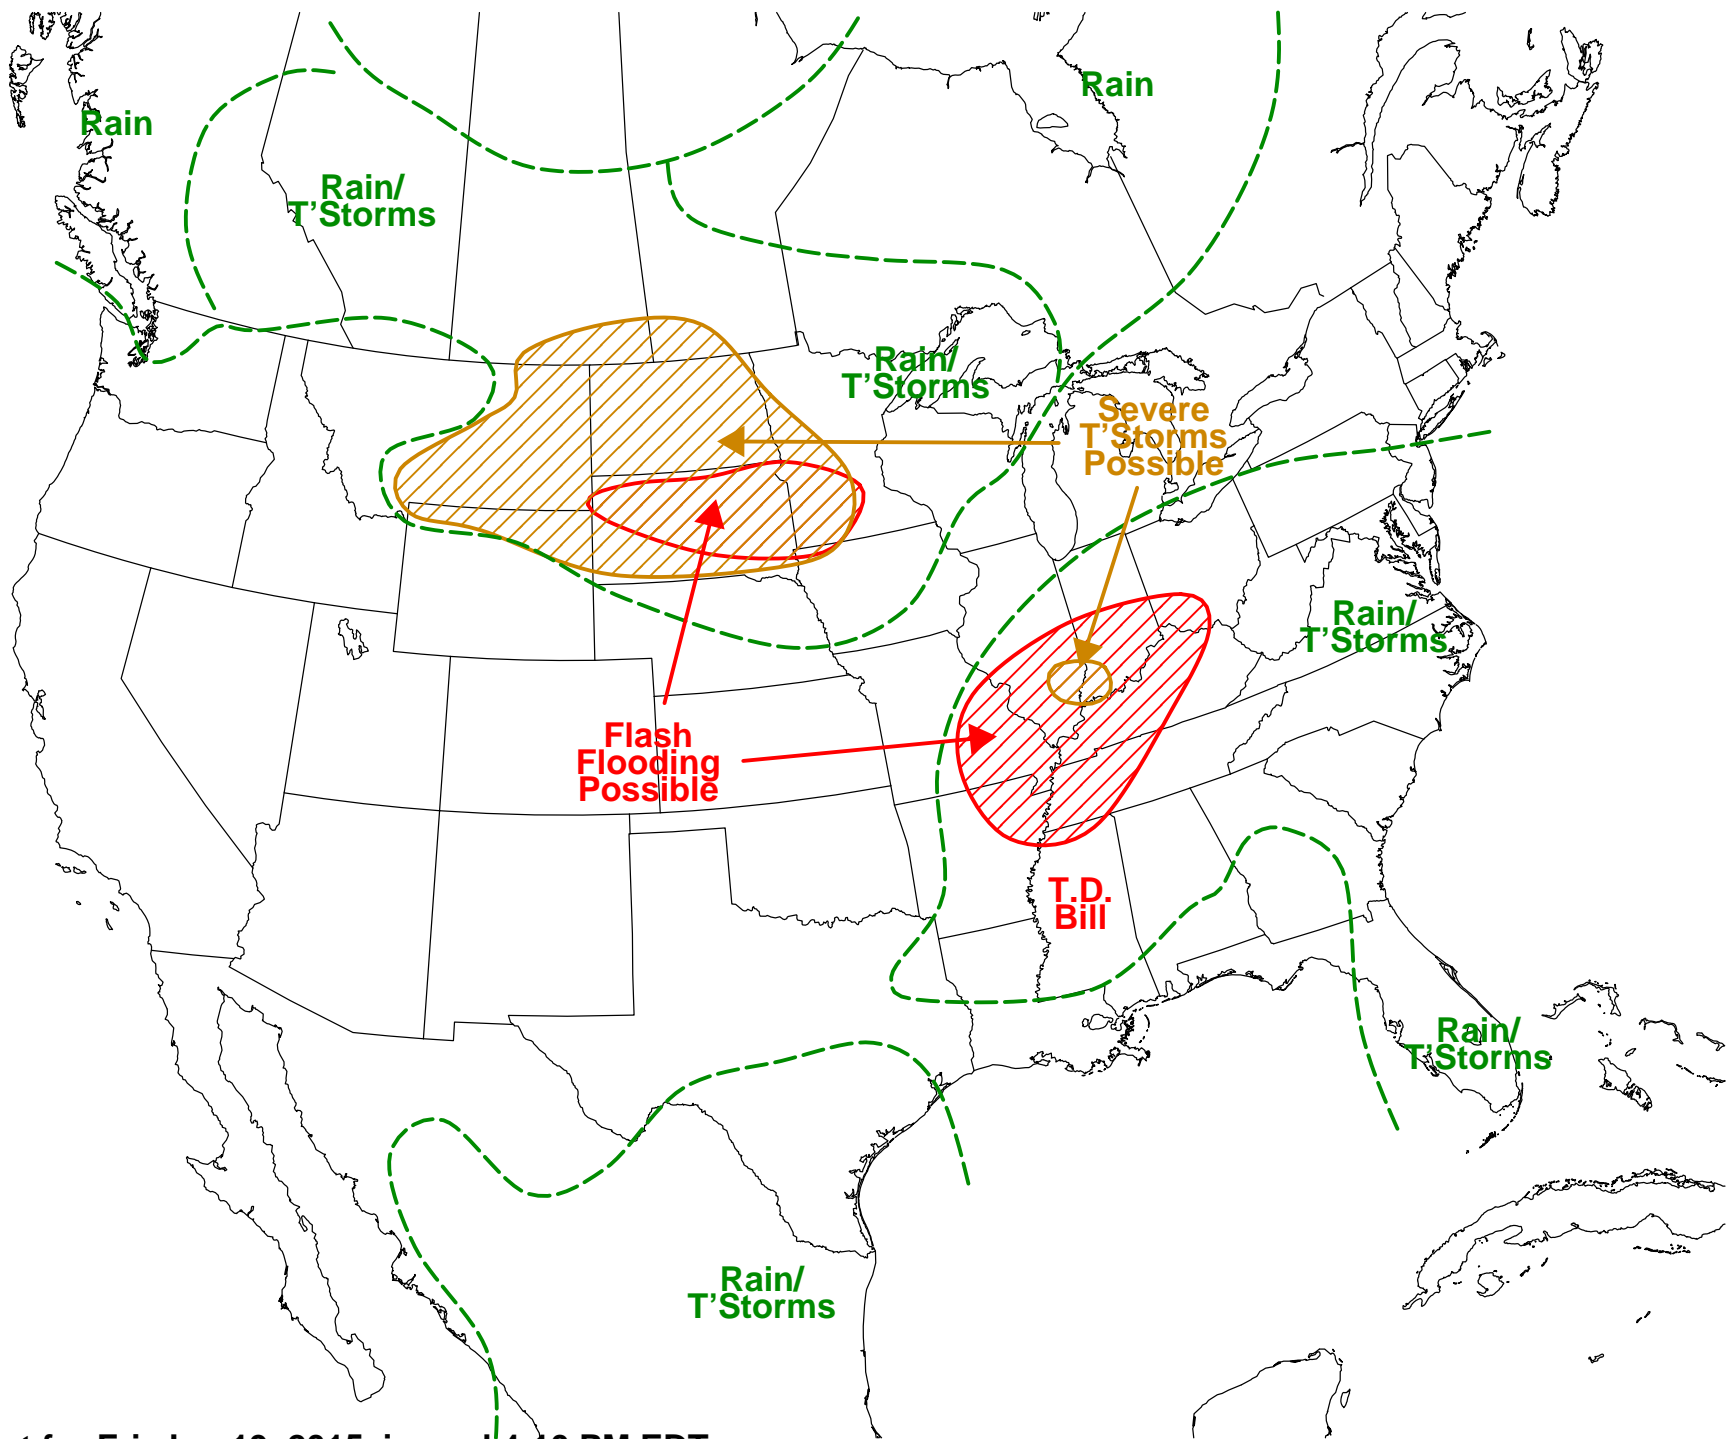 Rain
Rain
Rain/
T'Storms
Rain/
T'Storms
Severe
T'Storms
Possible
Rain/
T'Storms
Flash
Flooding
Possible
T.D.
Bill
Rain/
T'Storms
Rain/
T'Storms